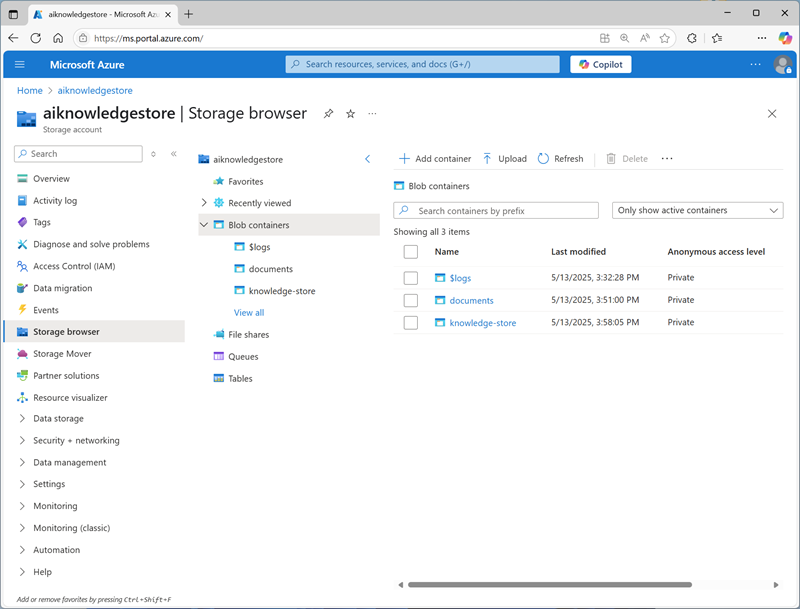 aiknowledgestore - Microsoft Azu
https://ms.portal.azure.com/
Microsoft Azure
Search resources, services, and docs (G+/)
Copilot
Home > aiknowledgestore
aiknowledgestore | Storage browser
Storage account
Search
Overview
Activity log
Tags
Diagnose and solve problems
Access Control (IAM)
Data migration
Events
Storage browser
Storage Mover
Partner solutions
Resource visualizer
Data storage
Security + networking
Data management
Settings
Monitoring
Monitoring (classic)
Automation
Help
Add or remove favorites by pressing Ctrl+Shift+F
aiknowledgestore
Favorites
Recently viewed
Blob containers
$logs
documents
knowledge-store
View all
File shares
Queues
Tables
Add container Upload Refresh Delete
Blob containers
Search containers by prefix
Only show active containers
Showing all 3 items
Name Last modified Anonymous access level
$logs 5/13/2025, 3:32:28 PM Private
documents 5/13/2025, 3:51:00 PM Private
knowledge-store 5/13/2025, 3:58:05 PM Private